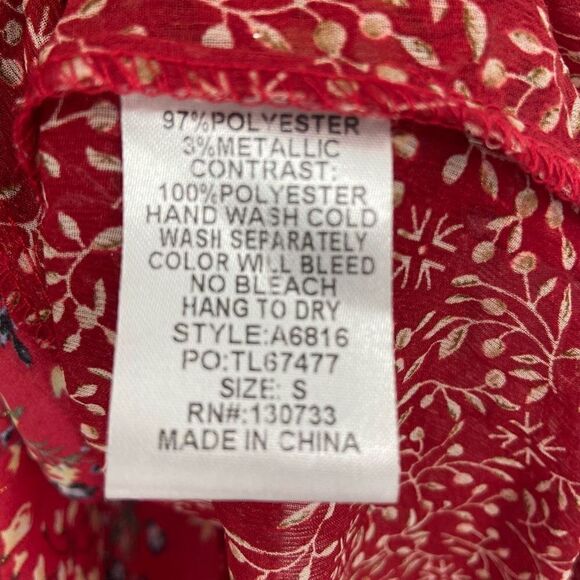 97%POLYESTER
3%METALLIC
CONTRAST:
100%POLYESTER
HAND WASH COLD
WASH SEPARATELY
COLOR WILL BLEED
NO BLEACH
HANG TO DRY
STYLE:A6816
PO:TL67477
SIZE: S
RN#:130733
MADE IN CHINA